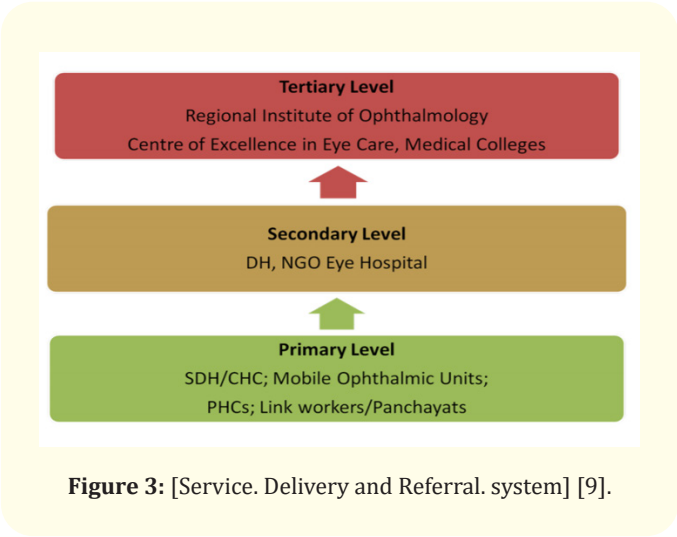 Tertiary Level
Regional Institute of Ophthalmology
Centre of Excellence in Eye Care, Medical Colleges
Secondary Level
DH, NGO Eye Hospital
Primary Level
SDH/CHC; Mobile Ophthalmic Units;
PHCs; Link workers/Panchayats
Figure 3: [Service. Delivery and Referral. system] [9].